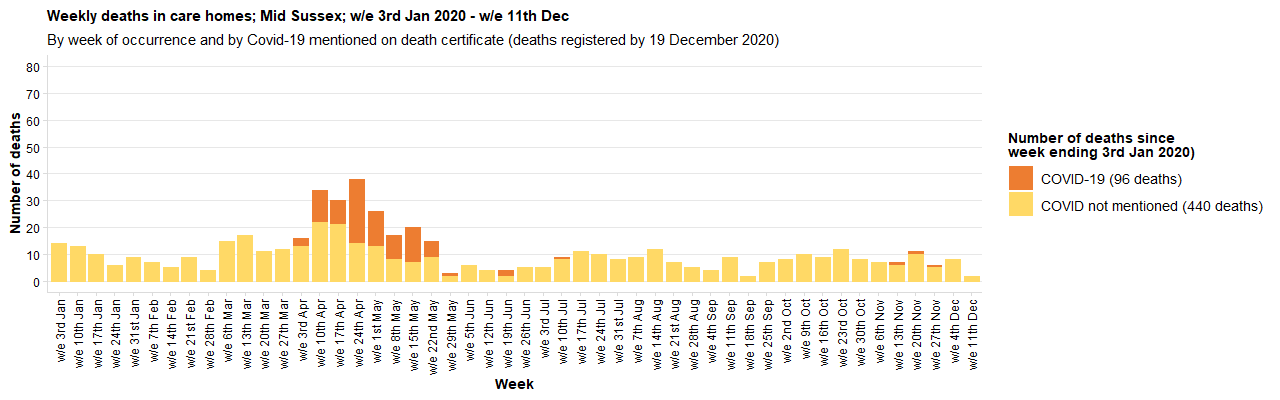 Weekly deaths in care homes; Mid Sussex; w/e 3rd Jan 2020 - w/e 11th Dec
By week of occurrence and by Covid-19 mentioned on death certificate (deaths registered by 19 December 2020)
Number of deaths
80
70
60
50
40
30
20
10
0
w/e 3rd Jan
w/e 10th Jan
w/e 17th Jan
w/e 24th Jan
w/e 31st Jan
w/e 7th Feb
w/e 14th Feb
w/e 21st Feb
w/e 28th Feb
w/e 6th Mar
w/e 13th Mar
w/e 20th Mar
w/e 27th Mar
w/e 3rd Apr
w/e 10th Apr
w/e 17th Apr
w/e 24th Apr
w/e 1st May
w/e 8th May
w/e 15th May
w/e 22nd May
w/e 29th May
w/e 5th Jun
w/e 12th Jun
w/e 19th Jun
w/e 26th Jun
w/e 3rd Jul
w/e 10th Jul
w/e 17th Jul
w/e 24th Jul
w/e 31st Jul
w/e 7th Aug
w/e 14th Aug
w/e 21st Aug
w/e 28th Aug
w/e 4th Sep
w/e 11th Sep
w/e 18th Sep
w/e 25th Sep
w/e 2nd Oct
w/e 9th Oct
w/e 16th Oct
w/e 23rd Oct
w/e 30th Oct
w/e 6th Nov
w/e 13th Nov
w/e 20th Nov
w/e 27th Nov
w/e 4th Dec
w/e 11th Dec
Week
Number of deaths since
week ending 3rd Jan 2020)
COVID-19 (96 deaths)
COVID not mentioned (440 deaths)